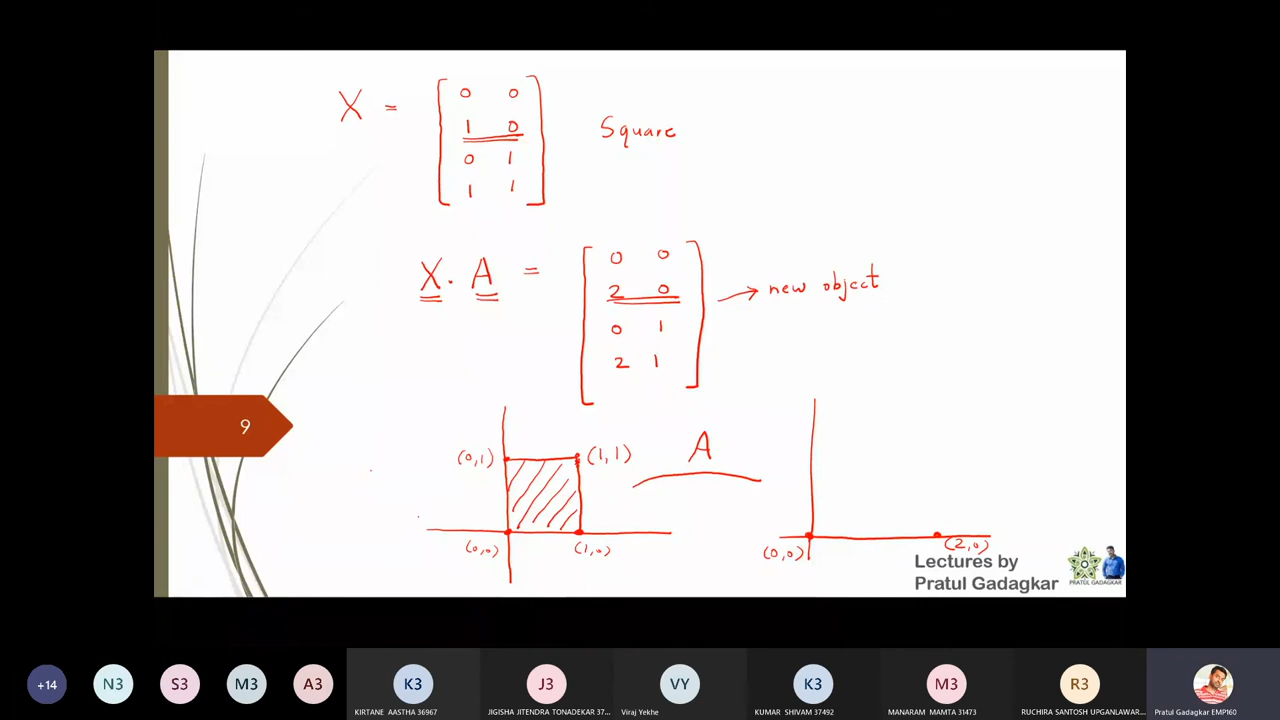 X = [ 0 0
1 0
0 1
1 1 ]
Square
X . A = [ 0 0
2 0
0 1
2 1 ]
→ new object
9
(0,1)
(1,1)
A
(0,0)
(1,0)
(0,0)
(2,0)
Lectures by
Pratul Gadagkar
PRATUL GADAGKAR
+14
N3
S3
M3
A3
K3
J3
VY
K3
M3
R3
KIRTANE AASTHA 36967
JIGISHA JITENDRA TONADEKAR 37...
Viraj Yekhe
KUMAR SHIVAM 37492
MANARAM MAMTA 31473
RUCHIRA SANTOSH UPGANLAWAR...
Pratul Gadagkar EMP160